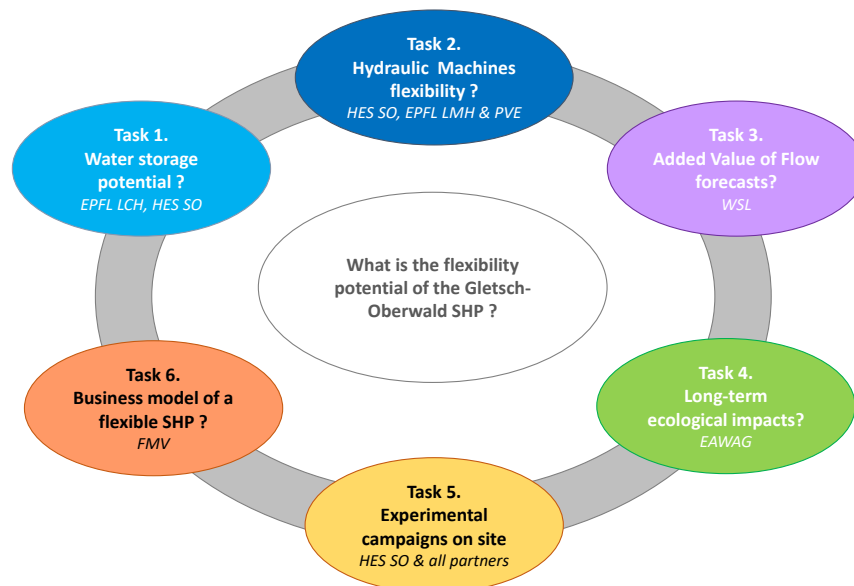 Task 2.
Hydraulic Machines
flexibility ?
HES SO, EPFL LMH & PVE
Task 1.
Water storage
potential ?
EPFL LCH, HES SO
Task 3.
Added Value of Flow
forecasts?
WSL
What is the flexibility
potential of the Gletsch-
Oberwald SHP ?
Task 6.
Business model of a
flexible SHP ?
FMV
Task 4.
Long-term
ecological impacts?
EAWAG
Task 5.
Experimental
campaigns on site
HES SO & all partners